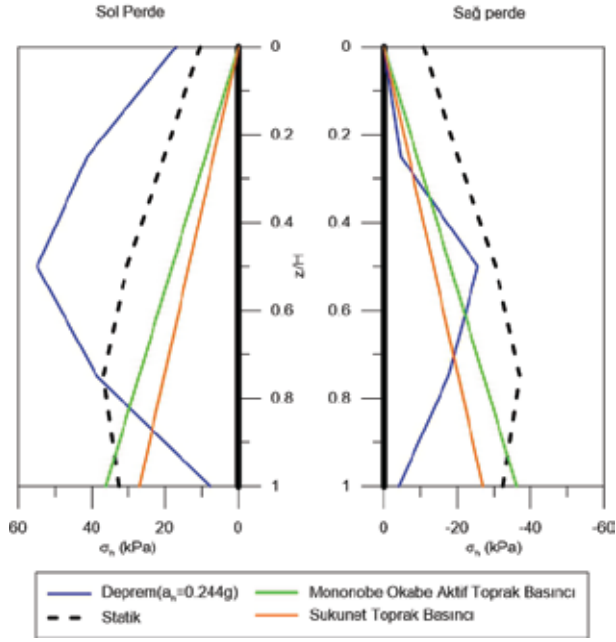 Sol Perde
Sağ perde
0
0.2
0.4
0.6
0.8
1
z/H
60
40
20
0
σh (kPa)
0
0.2
0.4
0.6
0.8
1
0
-20
-40
-60
σh (kPa)
Deprem(ah=0.244g)
Mononobe Okabe Aktif Toprak Basıncı
Statik
Sukunet Toprak Basıncı